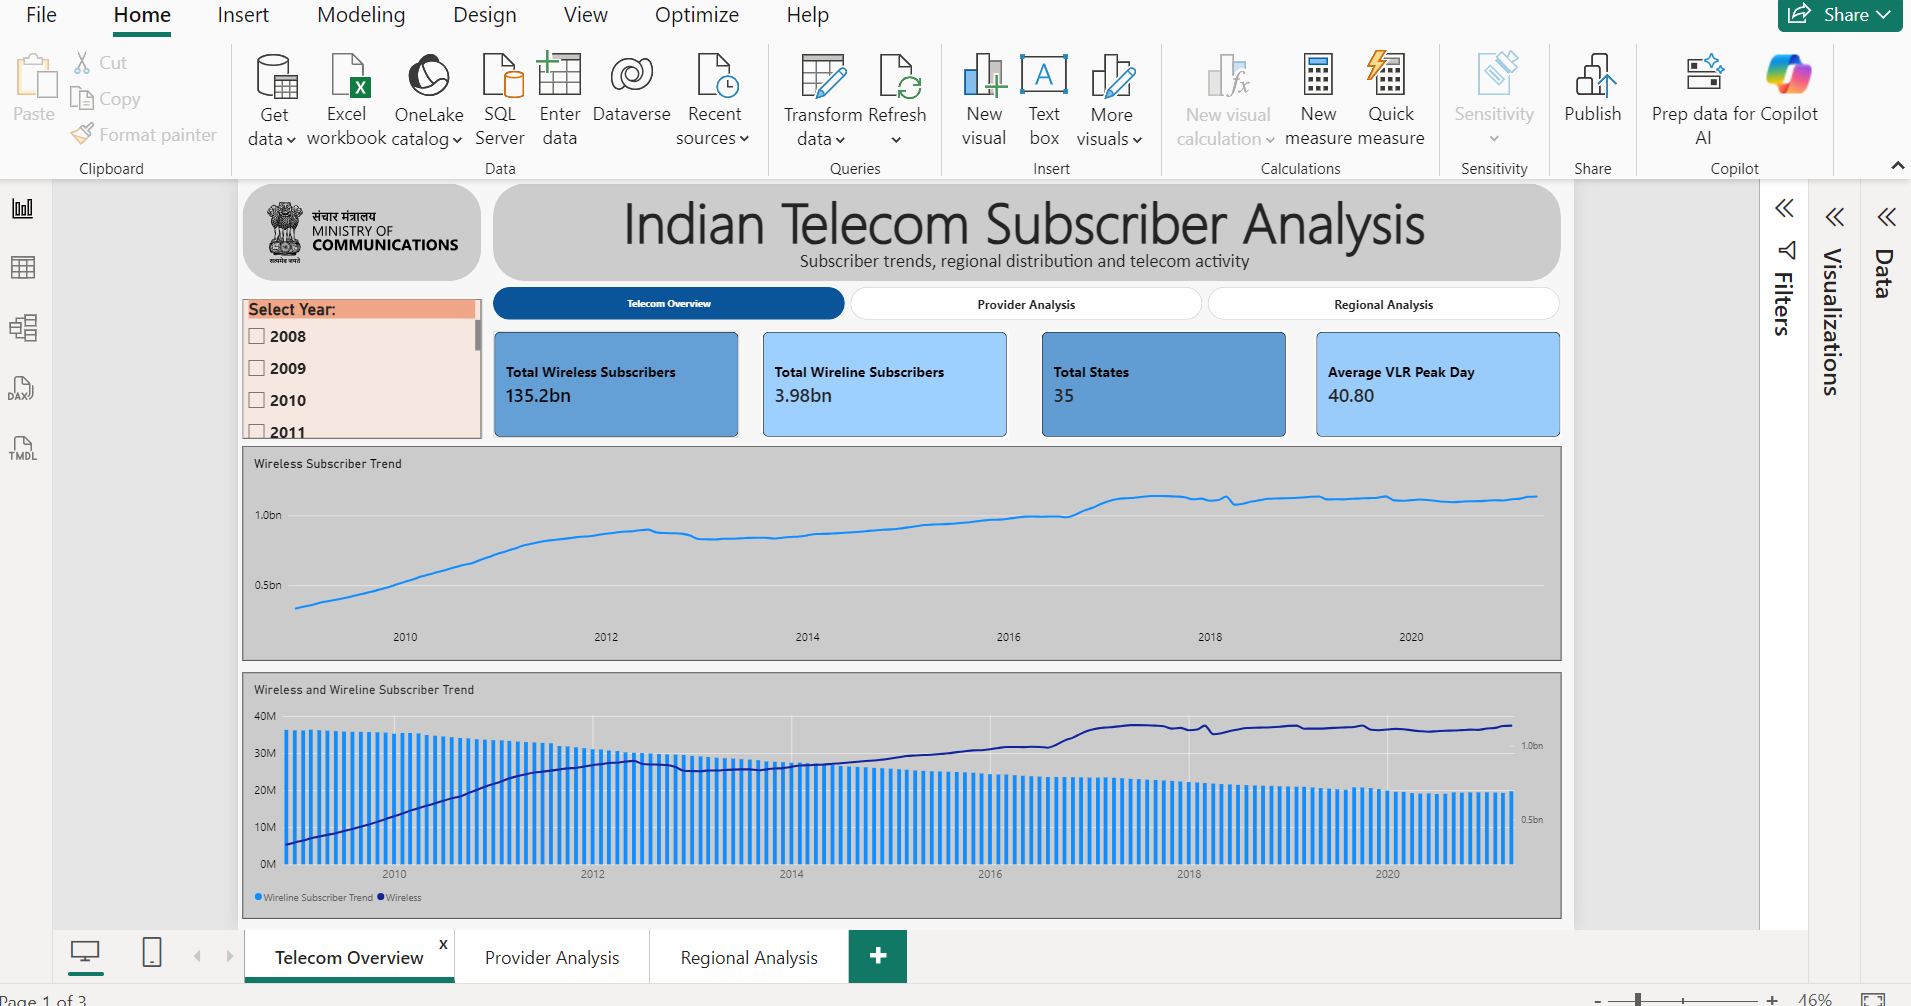 File Home Insert Modeling Design View Optimize Help
Share
Paste
Cut
Copy
Format painter
Clipboard
Get data
Excel workbook
OneLake catalog
SQL Server
Enter data
Dataverse
Recent sources
Data
Transform data
Refresh
Queries
New visual
Text box
More visuals
Insert
New visual calculation
New measure
Quick measure
Calculations
Sensitivity
Sensitivity
Publish
Share
Prep data for AI
Copilot
Copilot
DAX
TMDL
संचार मंत्रालय
MINISTRY OF
COMMUNICATIONS
सत्यमेव जयते
Indian Telecom Subscriber Analysis
Subscriber trends, regional distribution and telecom activity
Select Year:
2008
2009
2010
2011
Telecom Overview
Provider Analysis
Regional Analysis
Total Wireless Subscribers
135.2bn
Total Wireline Subscribers
3.98bn
Total States
35
Average VLR Peak Day
40.80
Wireless Subscriber Trend
1.0bn
0.5bn
2010 2012 2014 2016 2018 2020
Wireless and Wireline Subscriber Trend
40M
30M
20M
10M
0M
1.0bn
0.5bn
2010 2012 2014 2016 2018 2020
Wireline Subscriber Trend Wireless
Filters
Visualizations
Data
Telecom Overview x
Provider Analysis
Regional Analysis
+
Page 1 of 3
- + 46%